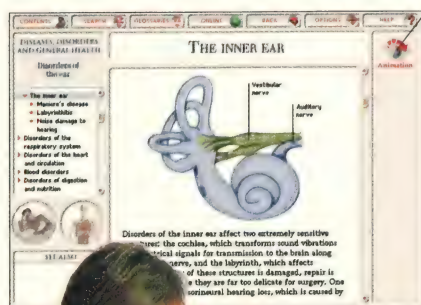 CONTENTS
SEARCH
GLOSSARIES
ONLINE
BACK
OPTIONS
HELP
DISEASES, DISORDERS
AND GENERAL HEALTH
Disorders of
the ear
The inner ear
Meniere's disease
Labyrinthitis
Noise damage to
hearing
Disorders of the
respiratory system
Disorders of the heart
and circulation
Blood disorders
Disorders of digestion
and nutrition
SEE ALSO
THE INNER EAR
Vestibular
nerve
Auditory
nerve
Disorders of the inner ear affect two extremely sensitive
the cochlea, which transforms sound vibrations
signals for transmission to the brain along
nerve, and the labyrinth, which affects
of these structures is damaged, repair is
they are far too delicate for surgery. One
hearing loss, which is caused by
Animation